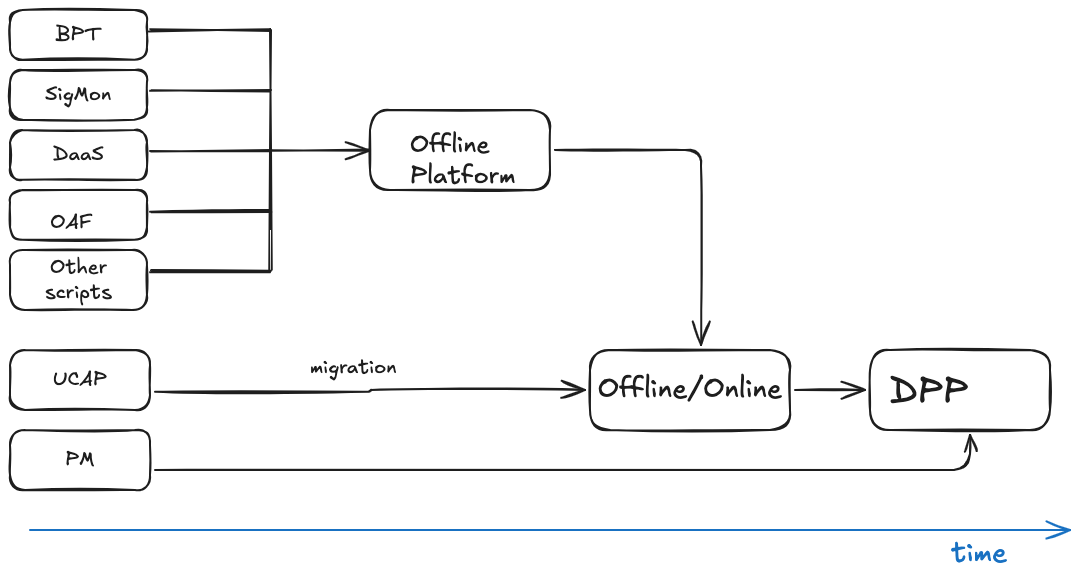 BPT
SigMon
DaaS
OAF
Other
scripts
Offline
Platform
UCAP
migration
Offline/Online
DPP
PM
time